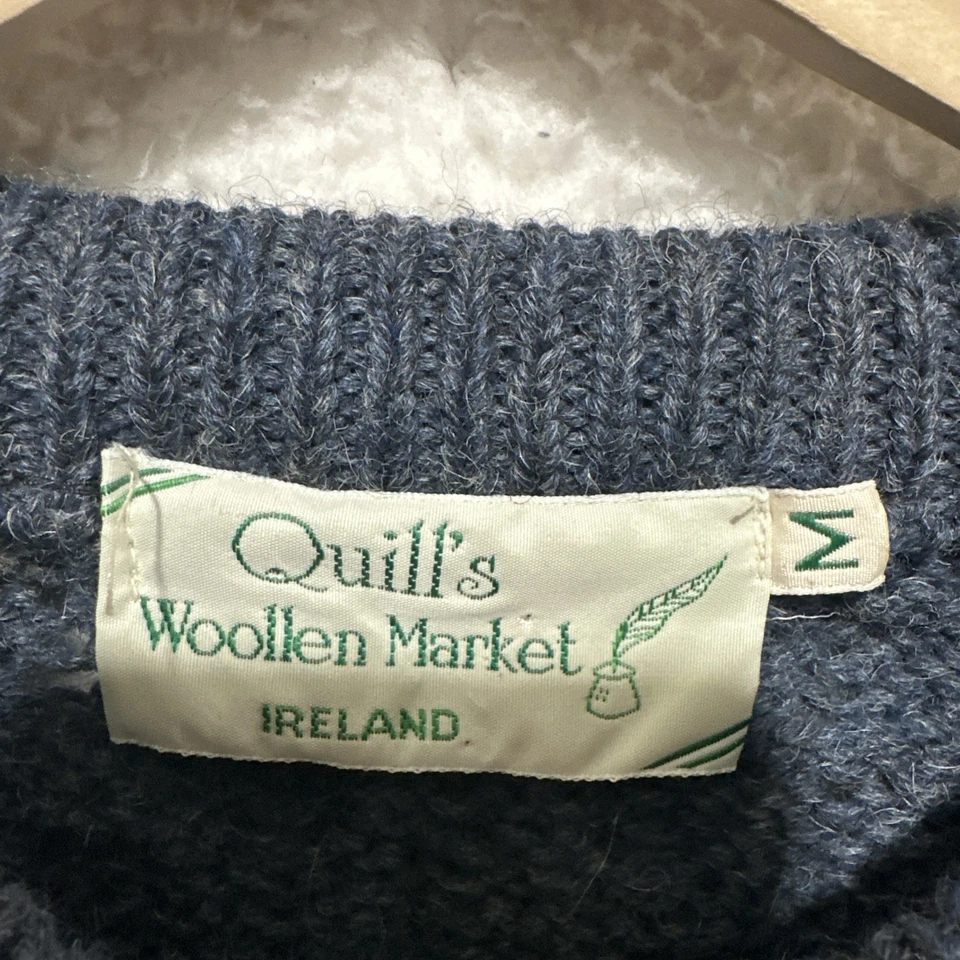 Quill's
Woollen Market
IRELAND
M